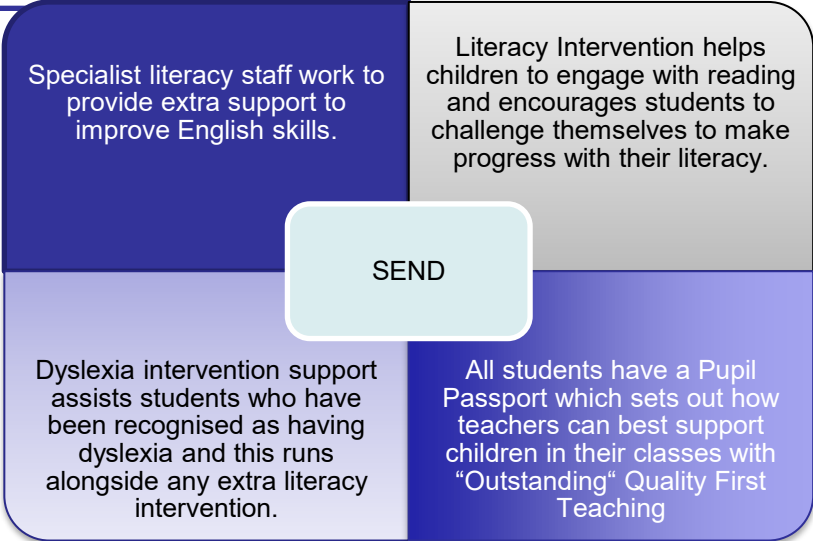 Specialist literacy staff work to
provide extra support to
improve English skills.
Literacy Intervention helps
children to engage with reading
and encourages students to
challenge themselves to make
progress with their literacy.
SEND
Dyslexia intervention support
assists students who have
been recognised as having
dyslexia and this runs
alongside any extra literacy
intervention.
All students have a Pupil
Passport which sets out how
teachers can best support
children in their classes with
“Outstanding“ Quality First
Teaching